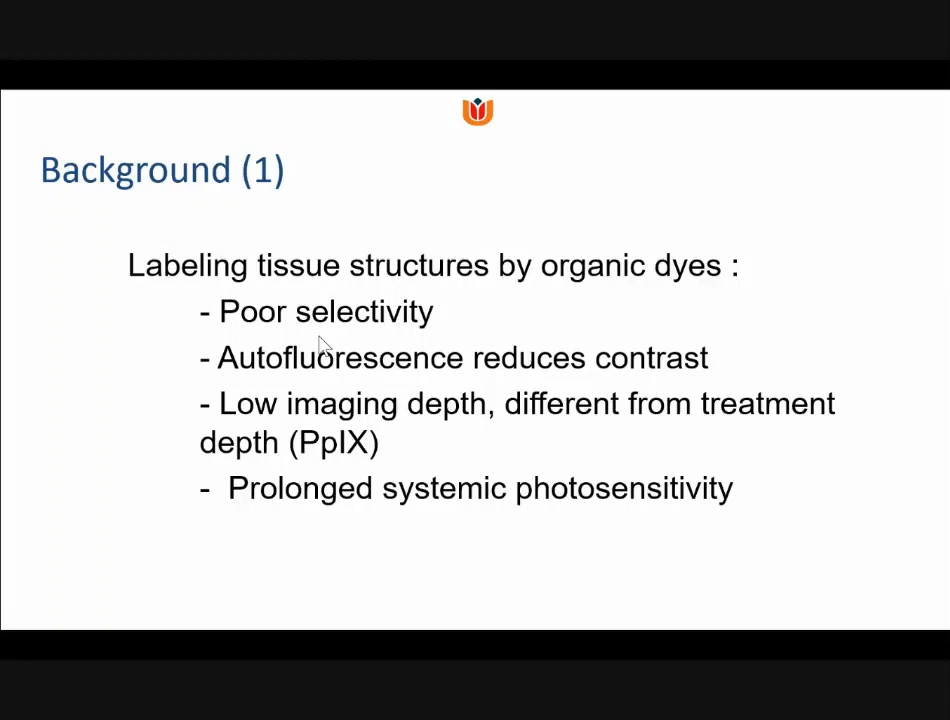 Background (1)
Labeling tissue structures by organic dyes :
- Poor selectivity
- Autofluorescence reduces contrast
- Low imaging depth, different from treatment
depth (PpIX)
- Prolonged systemic photosensitivity